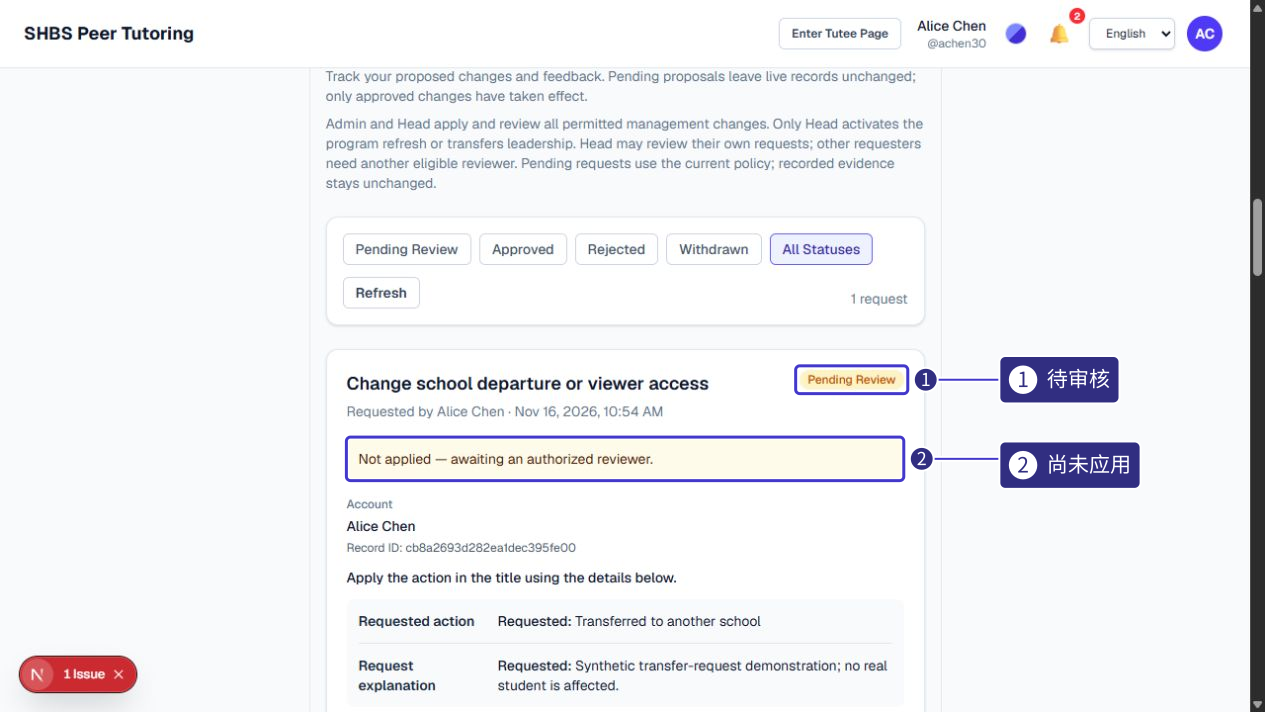 SHBS Peer Tutoring
Enter Tutee Page
Alice Chen
@achen30
2
English
AC
Track your proposed changes and feedback. Pending proposals leave live records unchanged;
only approved changes have taken effect.
Admin and Head apply and review all permitted management changes. Only Head activates the
program refresh or transfers leadership. Head may review their own requests; other requesters
need another eligible reviewer. Pending requests use the current policy; recorded evidence
stays unchanged.
Pending Review
Approved
Rejected
Withdrawn
All Statuses
Refresh
1 request
Change school departure or viewer access
Pending Review
1
1 待审核
Requested by Alice Chen · Nov 16, 2026, 10:54 AM
Not applied — awaiting an authorized reviewer.
2
2 尚未应用
Account
Alice Chen
Record ID: cb8a2693d282ea1dec395fe00
Apply the action in the title using the details below.
Requested action
Requested: Transferred to another school
Request
explanation
Requested: Synthetic transfer-request demonstration; no real
student is affected.
N
1 Issue